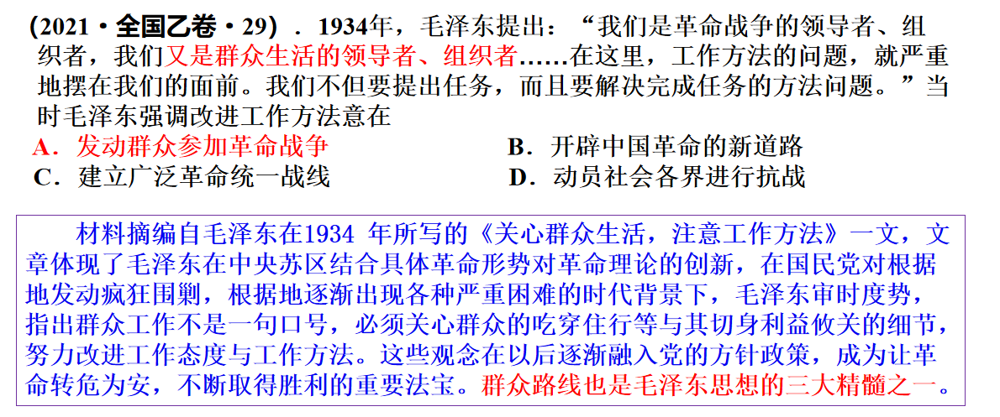 （2021·全国乙卷·29）．1934年，毛泽东提出：“我们是革命战争的领导者、组
织者，我们又是群众生活的领导者、组织者……在这里，工作方法的问题，就严重
地摆在我们的面前。我们不但要提出任务，而且要解决完成任务的方法问题。”当
时毛泽东强调改进工作方法意在
A．发动群众参加革命战争 B．开辟中国革命的新道路
C．建立广泛革命统一战线 D．动员社会各界进行抗战
材料摘编自毛泽东在1934 年所写的《关心群众生活，注意工作方法》一文，文
章体现了毛泽东在中央苏区结合具体革命形势对革命理论的创新，在国民党对根据
地发动疯狂围剿，根据地逐渐出现各种严重困难的时代背景下，毛泽东审时度势，
指出群众工作不是一句口号，必须关心群众的吃穿住行等与其切身利益攸关的细节，
努力改进工作态度与工作方法。这些观念在以后逐渐融入党的方针政策，成为让革
命转危为安，不断取得胜利的重要法宝。群众路线也是毛泽东思想的三大精髓之一。